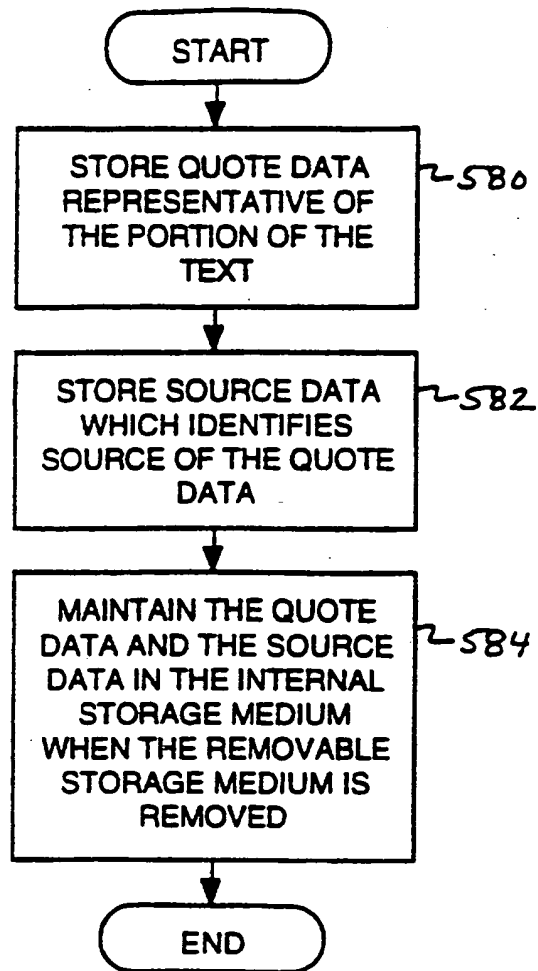 START
STORE QUOTE DATA
REPRESENTATIVE OF
THE PORTION OF THE
TEXT
580
STORE SOURCE DATA
WHICH IDENTIFIES
SOURCE OF THE QUOTE
DATA
582
MAINTAIN THE QUOTE
DATA AND THE SOURCE
DATA IN THE INTERNAL
STORAGE MEDIUM
WHEN THE REMOVABLE
STORAGE MEDIUM IS
REMOVED
584
END